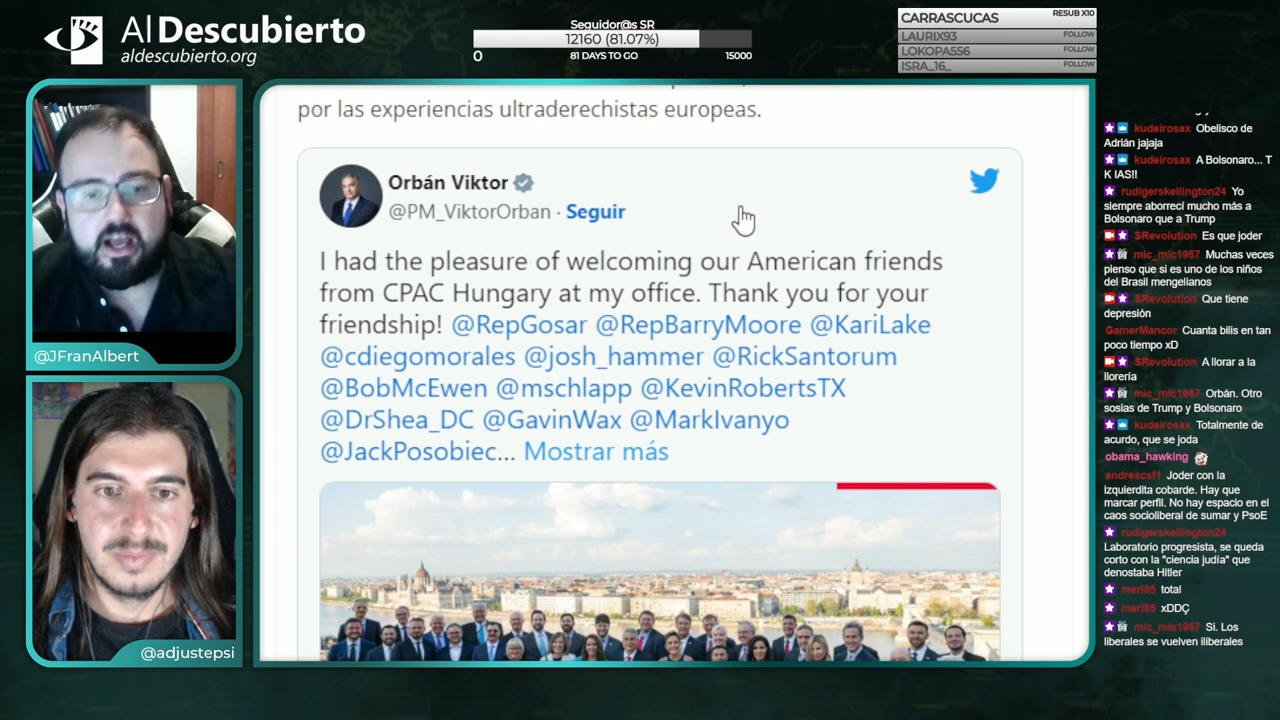 Al Descubierto
aldescubierto.org
Seguidor@s SR
12160 (81.07%)
0
81 DAYS TO GO
15000
CARRASCUCAS
RESUB X10
LAURIX93
FOLLOW
LOKOPA556
FOLLOW
ISRA_16_
FOLLOW
@JFranAlbert
@adjustepsi
por las experiencias ultraderechistas europeas.
Orbán Viktor
@PM_ViktorOrban · Seguir
I had the pleasure of welcoming our American friends
from CPAC Hungary at my office. Thank you for your
friendship! @RepGosar @RepBarryMoore @KariLake
@cdiegomorales @josh_hammer @RickSantorum
@BobMcEwen @mschlapp @KevinRobertsTX
@DrShea_DC @GavinWax @MarkIvanyo
@JackPosobiec... Mostrar más
kudeirosax Obelisco de
Adrián jajaja
kudeirosax A Bolsonaro... T
K IAS!!
rudigerskellington24 Yo
siempre aborrecí mucho más a
Bolsonaro que a Trump
SRevolution Es que joder
mic_mic1967 Muchas veces
pienso que si es uno de los niños
del Brasil mengelianos
SRevolution Que tiene
depresión
GamerMancor Cuanta bilis en tan
poco tiempo xD
SRevolution A llorar a la
llorería
mic_mic1967 Orbán. Otro
sosias de Trump y Bolsonaro
kudeirosax Totalmente de
acurdo, que se joda
obama_hawking
andrescsf1 Joder con la
izquierdita cobarde. Hay que
marcar perfil. No hay espacio en el
caos socioliberal de sumar y PsoE
rudigerskellington24
Laboratorio progresista, se queda
corto con la "ciencia judía" que
denostaba Hitler
merl85 total
merl85 xDDÇ
mic_mic1967 Si. Los
liberales se vuelven iliberales